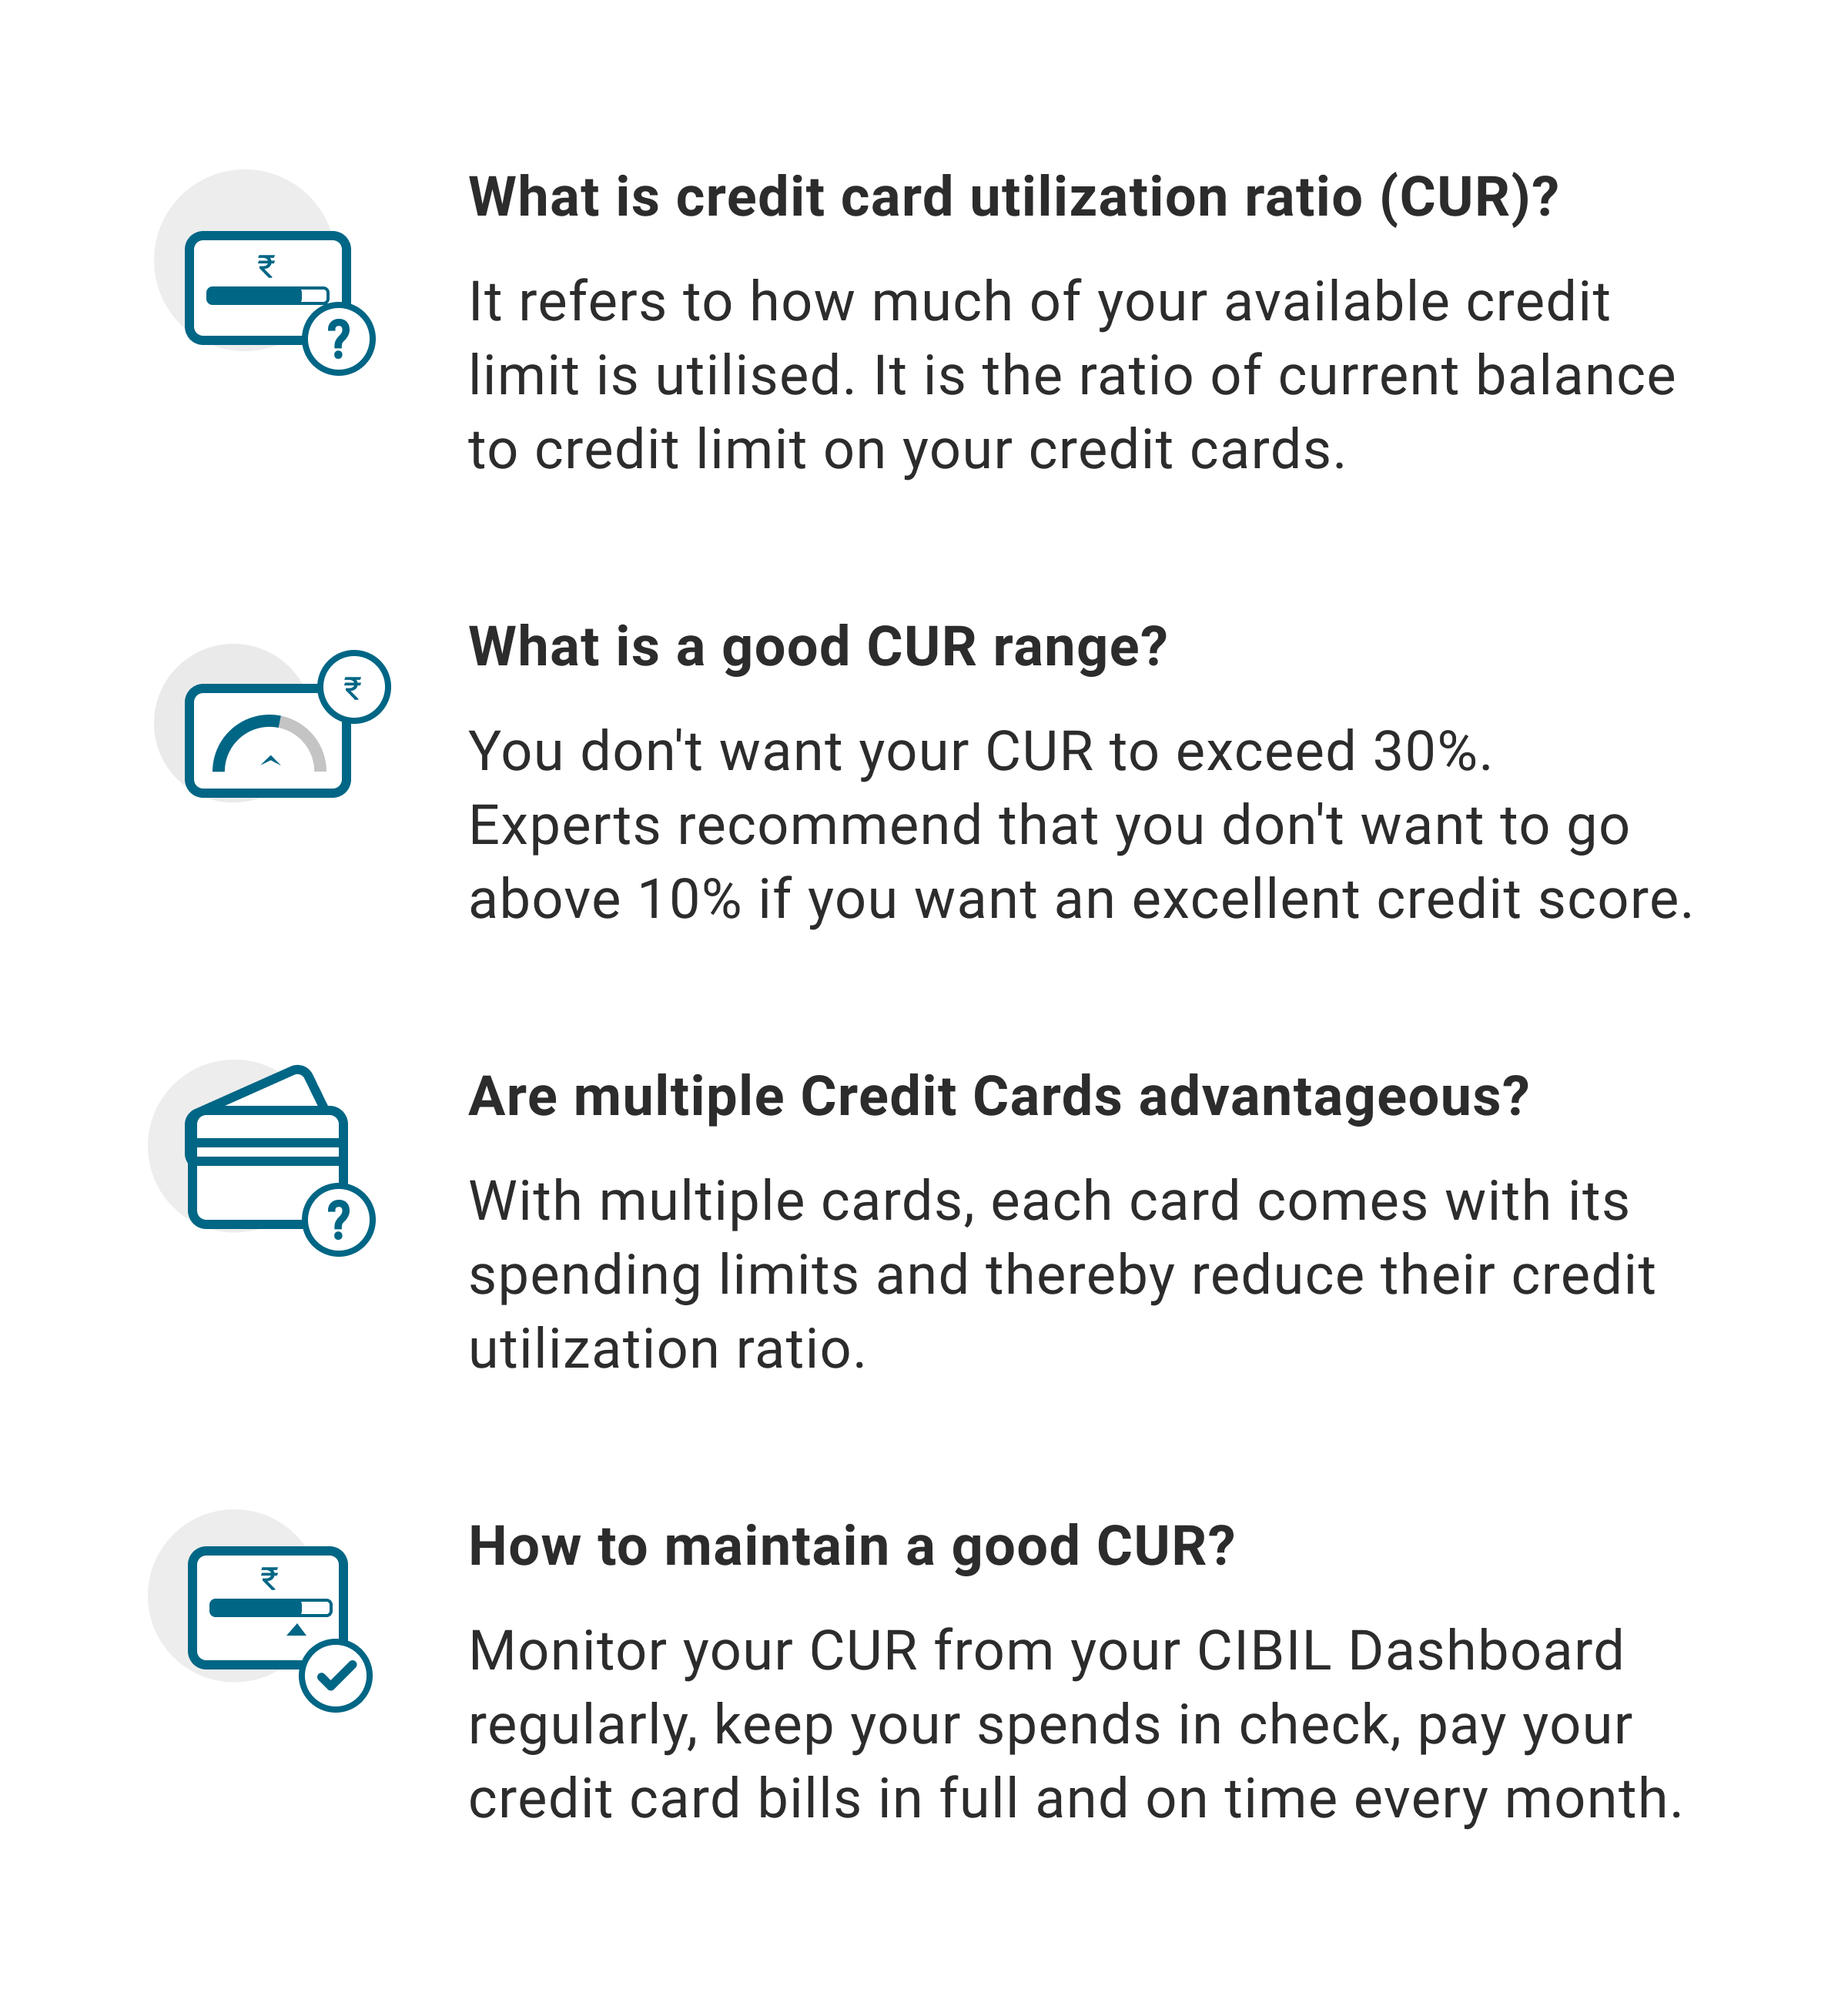 What is credit card utilization ratio (CUR)?
₹
?
It refers to how much of your available credit
limit is utilised. It is the ratio of current balance
to credit limit on your credit cards.
What is a good CUR range?
₹
You don't want your CUR to exceed 30%.
Experts recommend that you don't want to go
above 10% if you want an excellent credit score.
Are multiple Credit Cards advantageous?
?
With multiple cards, each card comes with its
spending limits and thereby reduce their credit
utilization ratio.
How to maintain a good CUR?
₹
Monitor your CUR from your CIBIL Dashboard
regularly, keep your spends in check, pay your
credit card bills in full and on time every month.